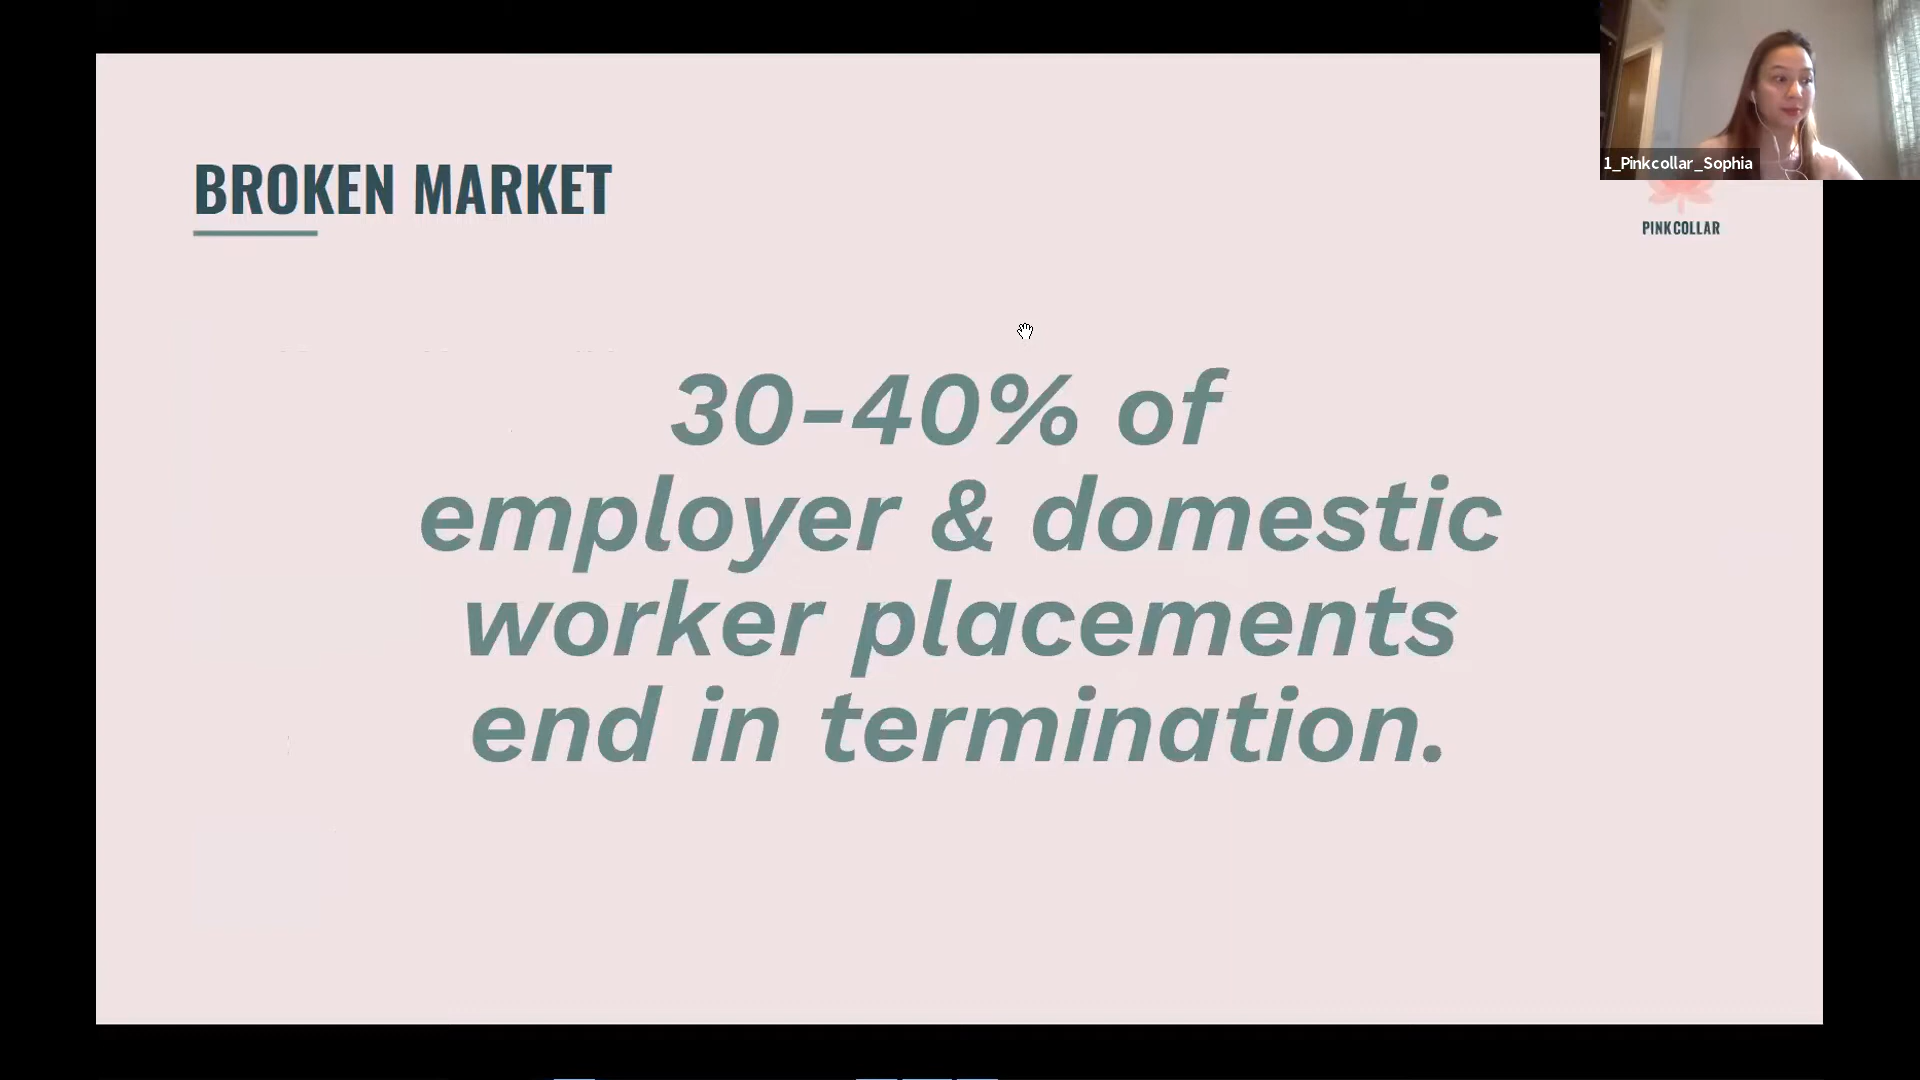 1_Pinkcollar_Sophia
BROKEN MARKET
PINKCOLLAR
30-40% of
employer & domestic
worker placements
end in termination.